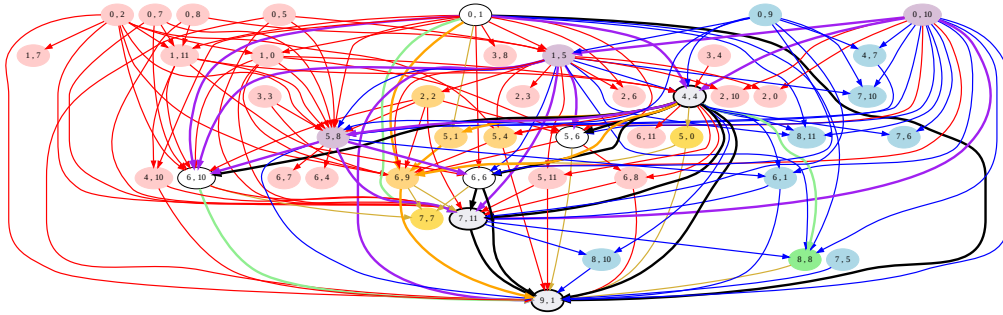 0, 2 0, 7 0, 8 0, 5 0, 1 0, 9 0, 10
1, 7 1, 11 1, 0 3, 8 1, 5 3, 4 4, 7
3, 3 2, 2 2, 3 2, 6 4, 4 2, 10 2, 0 7, 10
5, 8 5, 1 5, 4 5, 6 6, 11 5, 0 8, 11 7, 6
4, 10 6, 10 6, 7 6, 4 6, 9 6, 6 5, 11 6, 8 6, 1
7, 7 7, 11
8, 10 8, 8 7, 5
9, 1